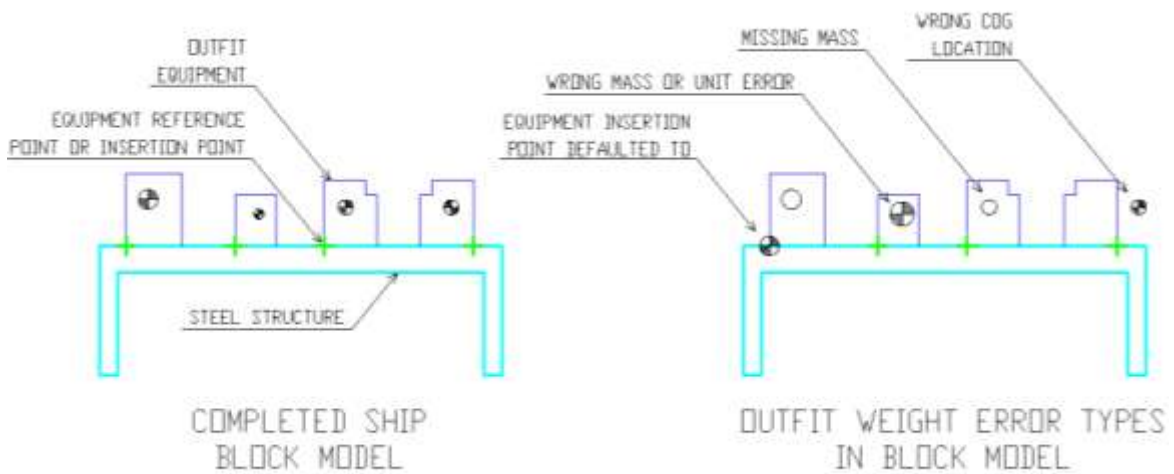 OUTFIT
EQUIPMENT
EQUIPMENT REFERENCE
POINT OR INSERTION POINT
STEEL STRUCTURE
COMPLETED SHIP
BLOCK MODEL
WRONG COG
LOCATION
MISSING MASS
WRONG MASS OR UNIT ERROR
EQUIPMENT INSERTION
POINT DEFAULTED TO
OUTFIT WEIGHT ERROR TYPES
IN BLOCK MODEL